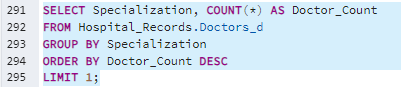 291 SELECT Specialization, COUNT(*) AS Doctor_Count
292 FROM Hospital_Records.Doctors_d
293 GROUP BY Specialization
294 ORDER BY Doctor_Count DESC
295 LIMIT 1;